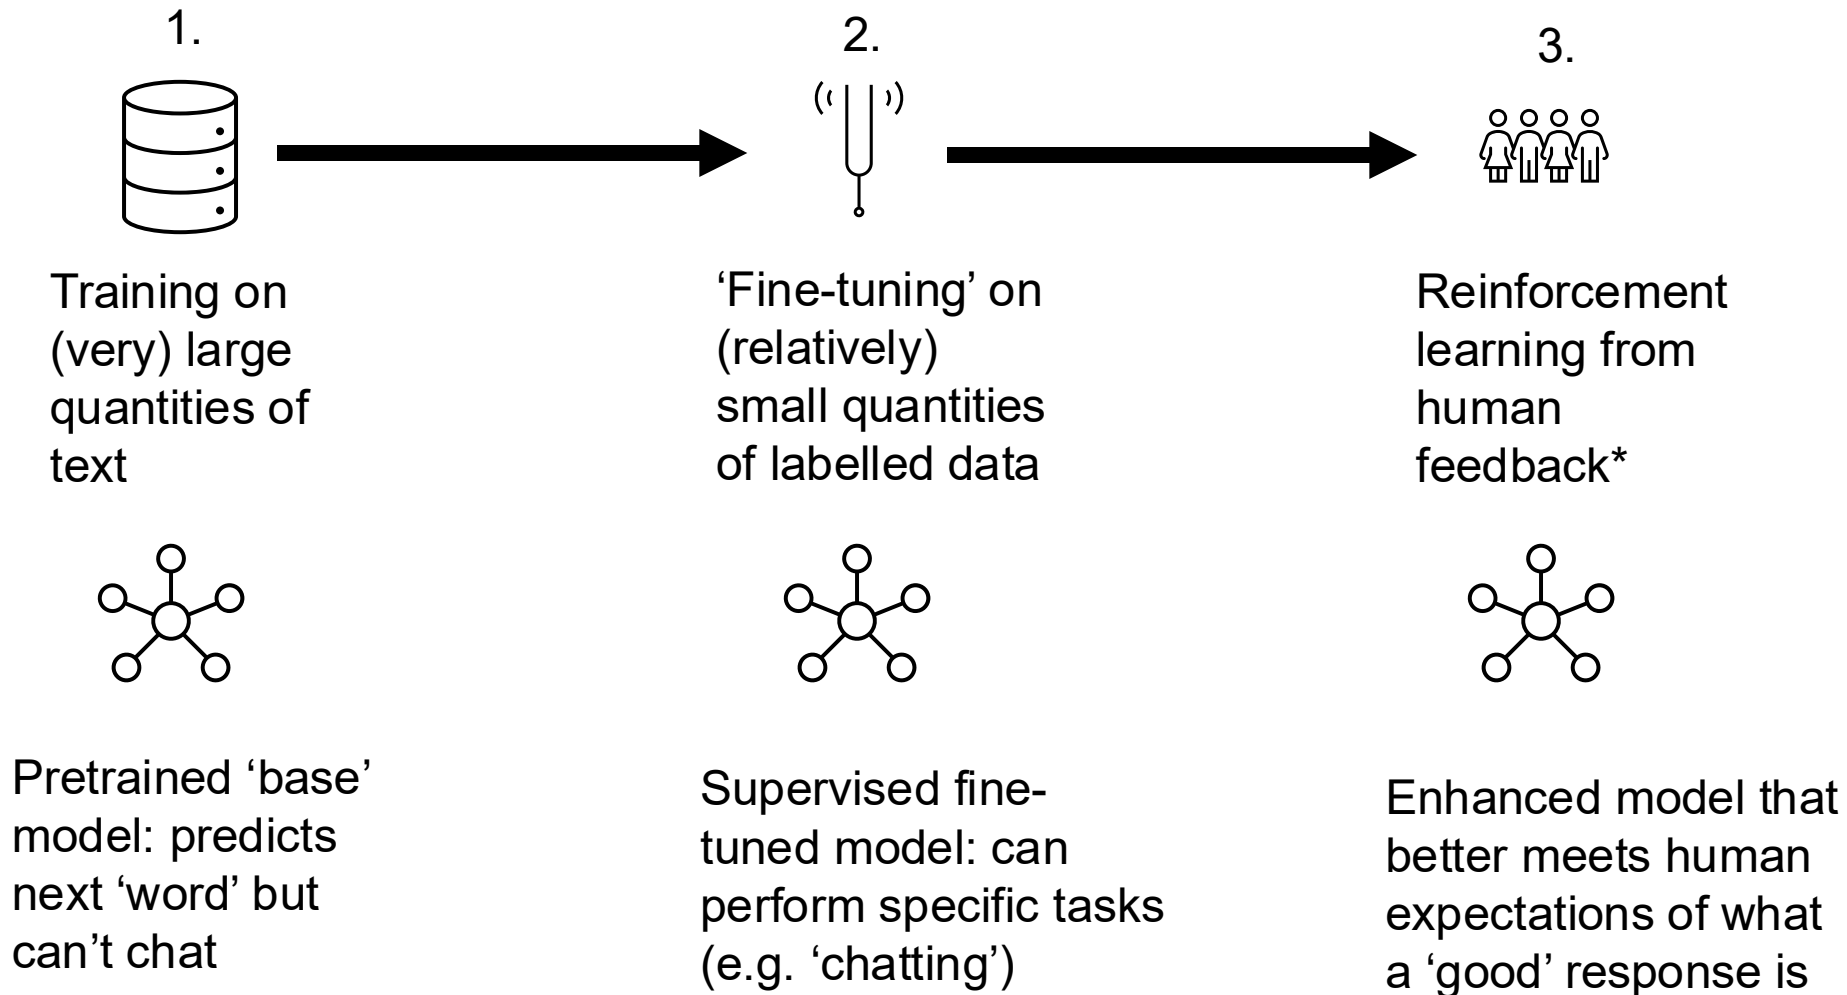 1.
2.
3.
Training on
(very) large
quantities of
text
‘Fine-tuning’ on
(relatively)
small quantities
of labelled data
Reinforcement
learning from
human
feedback*
Pretrained ‘base’
model: predicts
next ‘word’ but
can’t chat
Supervised fine-
tuned model: can
perform specific tasks
(e.g. ‘chatting’)
Enhanced model that
better meets human
expectations of what
a ‘good’ response is